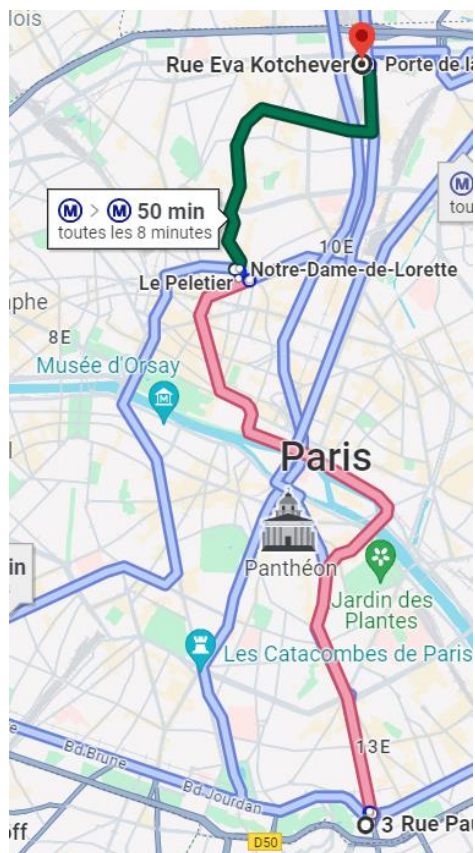 lois
Rue Eva Kotchever
Porte de la
M > M 50 min
toutes les 8 minutes
M
tou
10E
Le Peletier
Notre-Dame-de-Lorette
aphe
8E
Musée d'Orsay
M
Paris
in
Panthéon
Jardin des
Plantes
Les Catacombes de Paris
Bd Brune
Bd Jourdan
13E
off
D50
3 Rue Pau